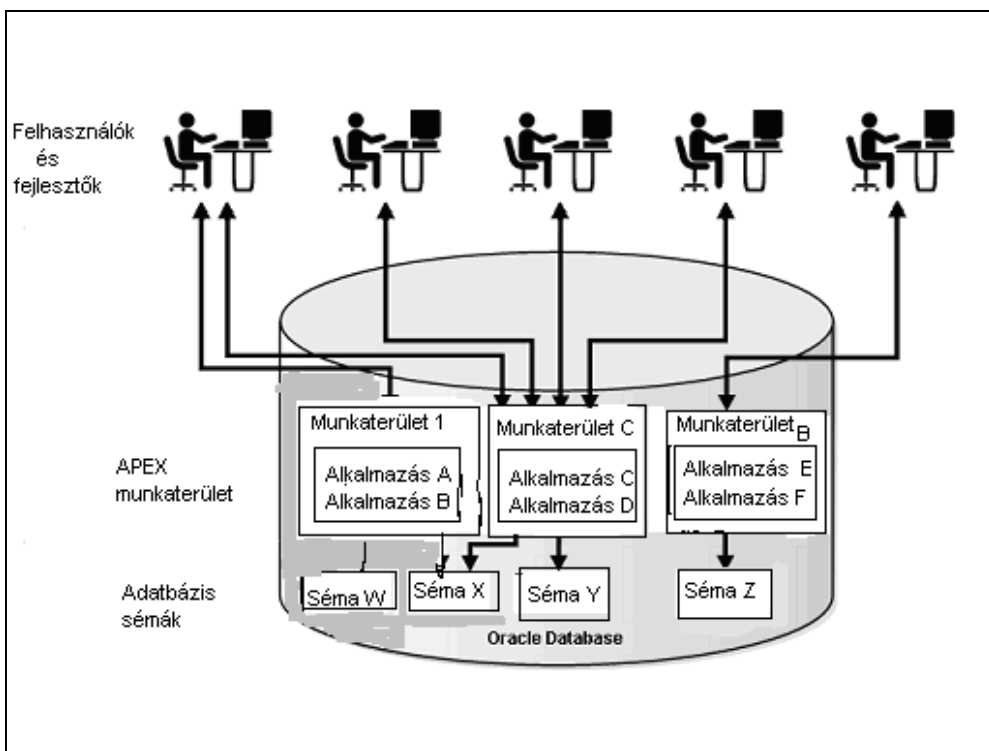 Felhasználók
és
fejlesztők
APEX
munkaterület
Munkaterület 1
Alkalmazás A
Alkalmazás B
Munkaterület C
Alkalmazás C
Alkalmazás D
Munkaterület B
Alkalmazás E
Alkalmazás F
Adatbázis
sémák
Séma W
Séma X
Séma Y
Séma Z
Oracle Database